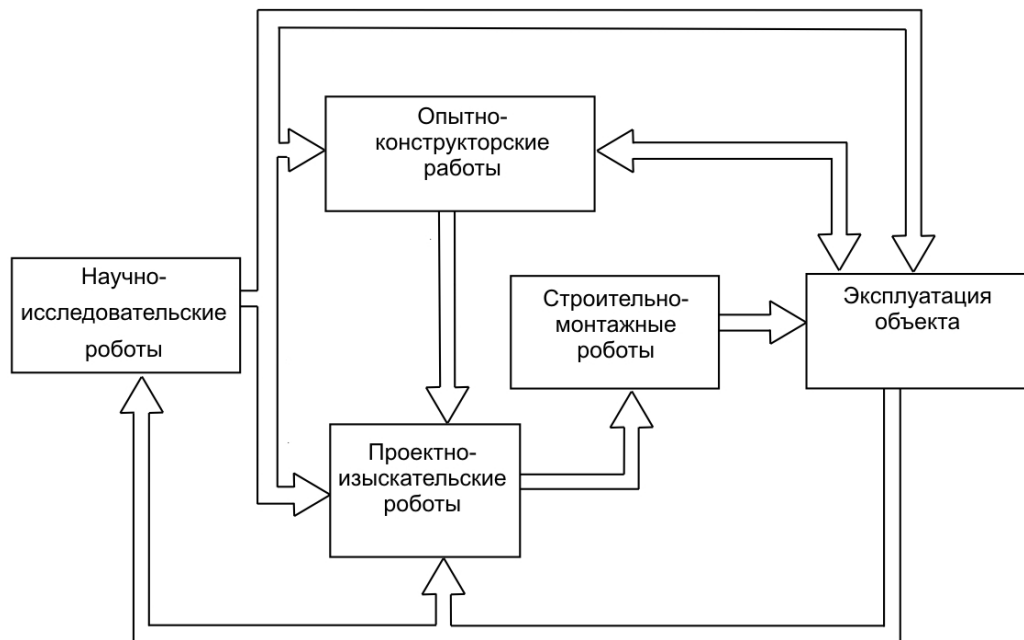 Опытно-
конструкторские
работы
Научно-
исследовательские
роботы
Строительно-
монтажные
роботы
Эксплуатация
объекта
Проектно-
изыскательские
роботы